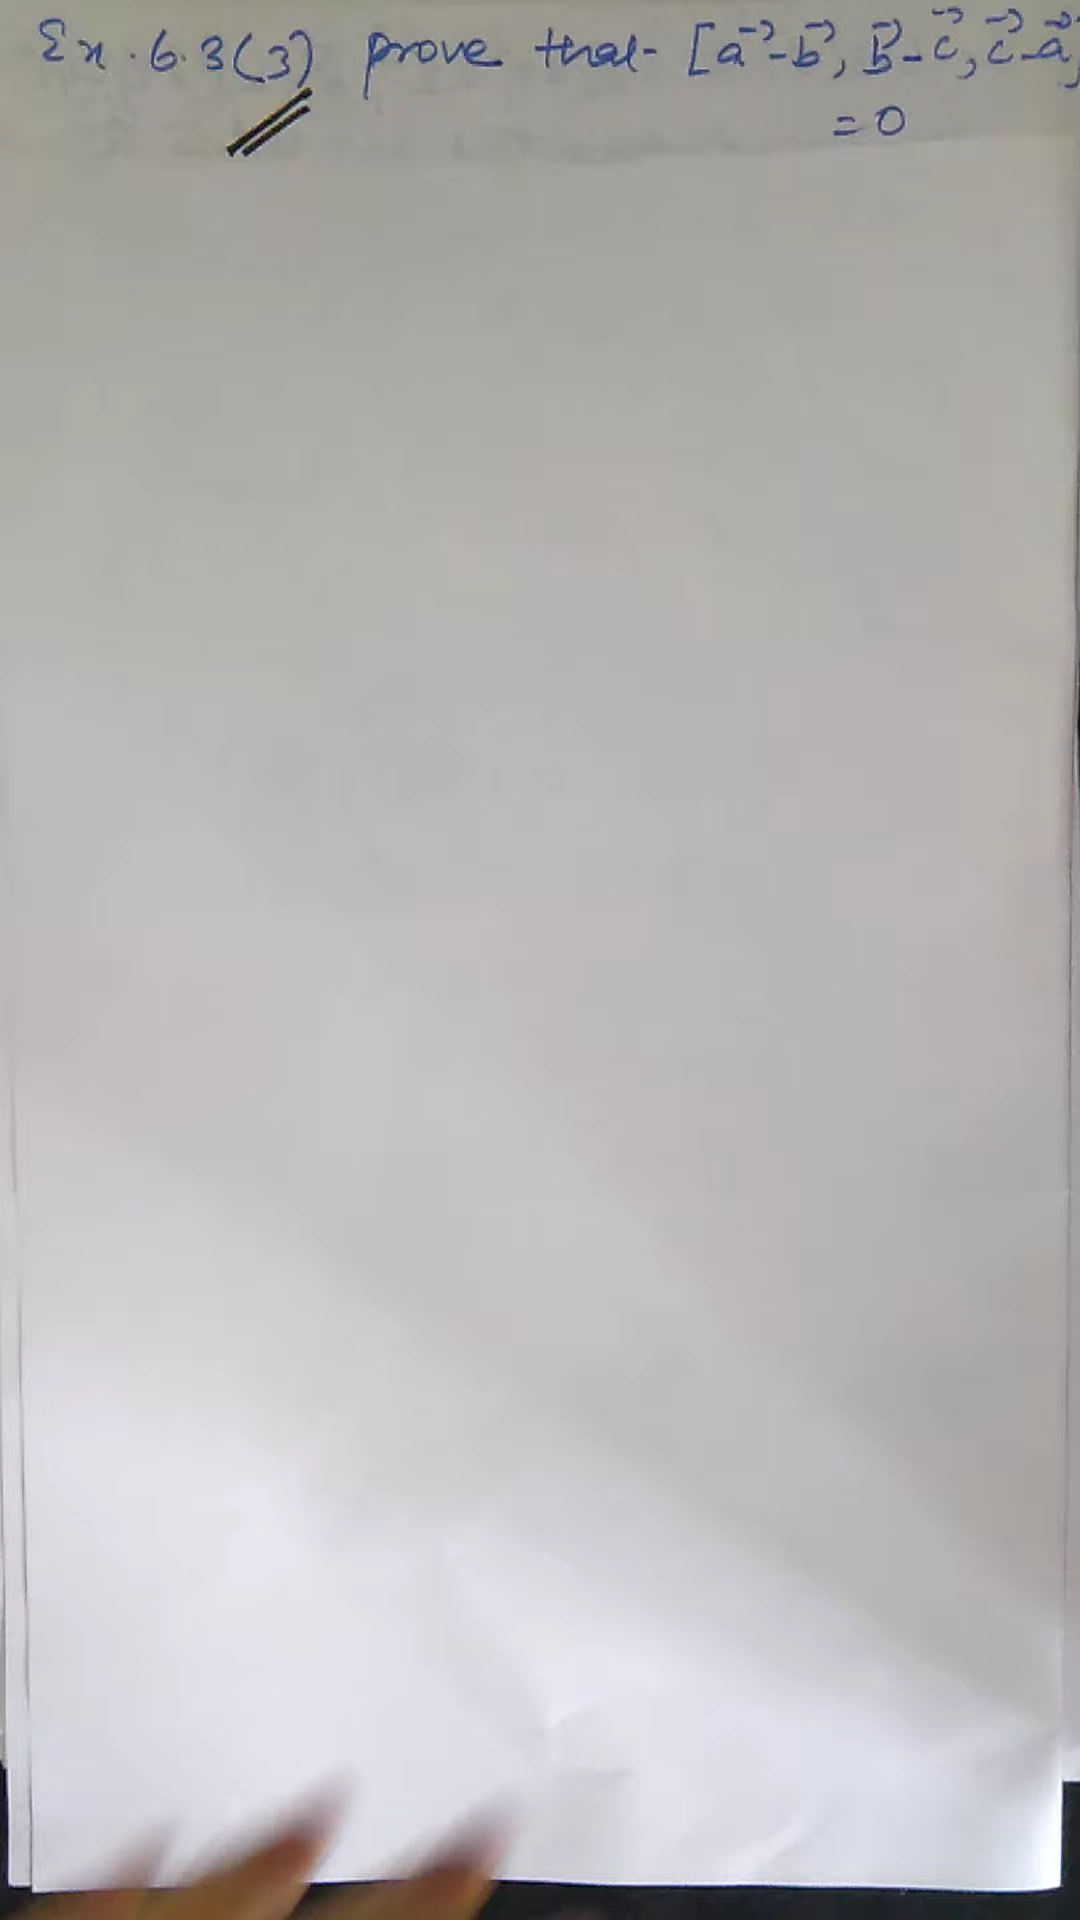 Ex. 6.3(3) prove that [a⃗-b⃗, b⃗-c⃗, c⃗-a⃗]
=0